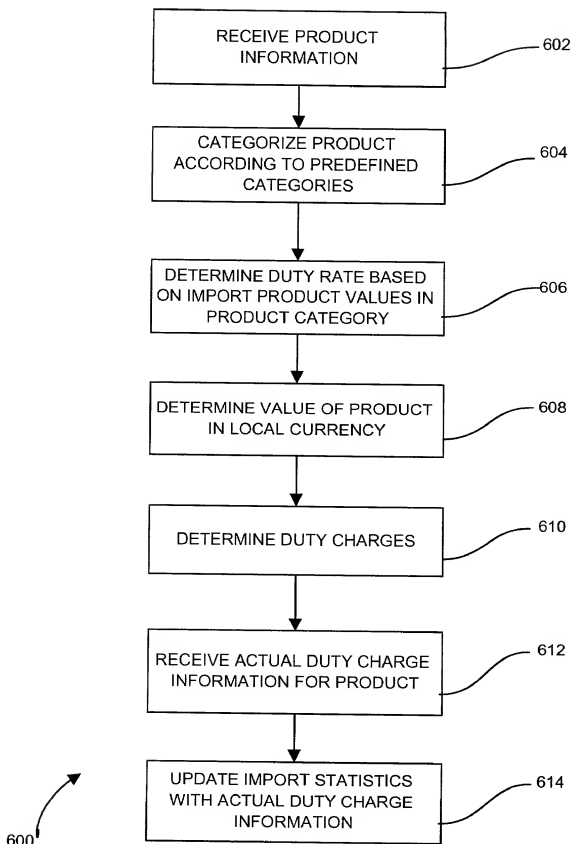 RECEIVE PRODUCT
INFORMATION
602
CATEGORIZE PRODUCT
ACCORDING TO PREDEFINED
CATEGORIES
604
DETERMINE DUTY RATE BASED
ON IMPORT PRODUCT VALUES IN
PRODUCT CATEGORY
606
DETERMINE VALUE OF PRODUCT
IN LOCAL CURRENCY
608
DETERMINE DUTY CHARGES
610
RECEIVE ACTUAL DUTY CHARGE
INFORMATION FOR PRODUCT
612
UPDATE IMPORT STATISTICS
WITH ACTUAL DUTY CHARGE
INFORMATION
614
600